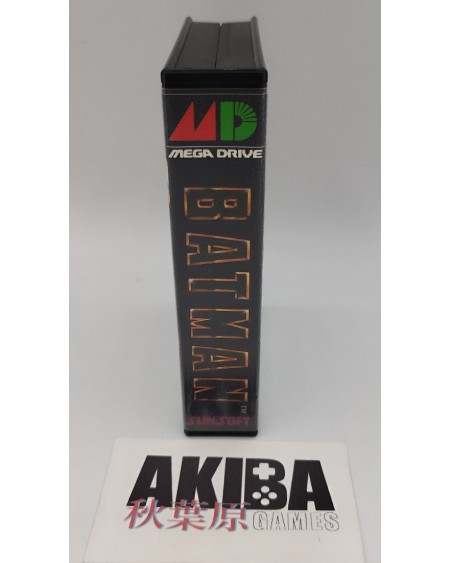 MD
MEGA DRIVE
BATMAN
TM
SUNSOFT
AKIBA
秋葉原 GAMES